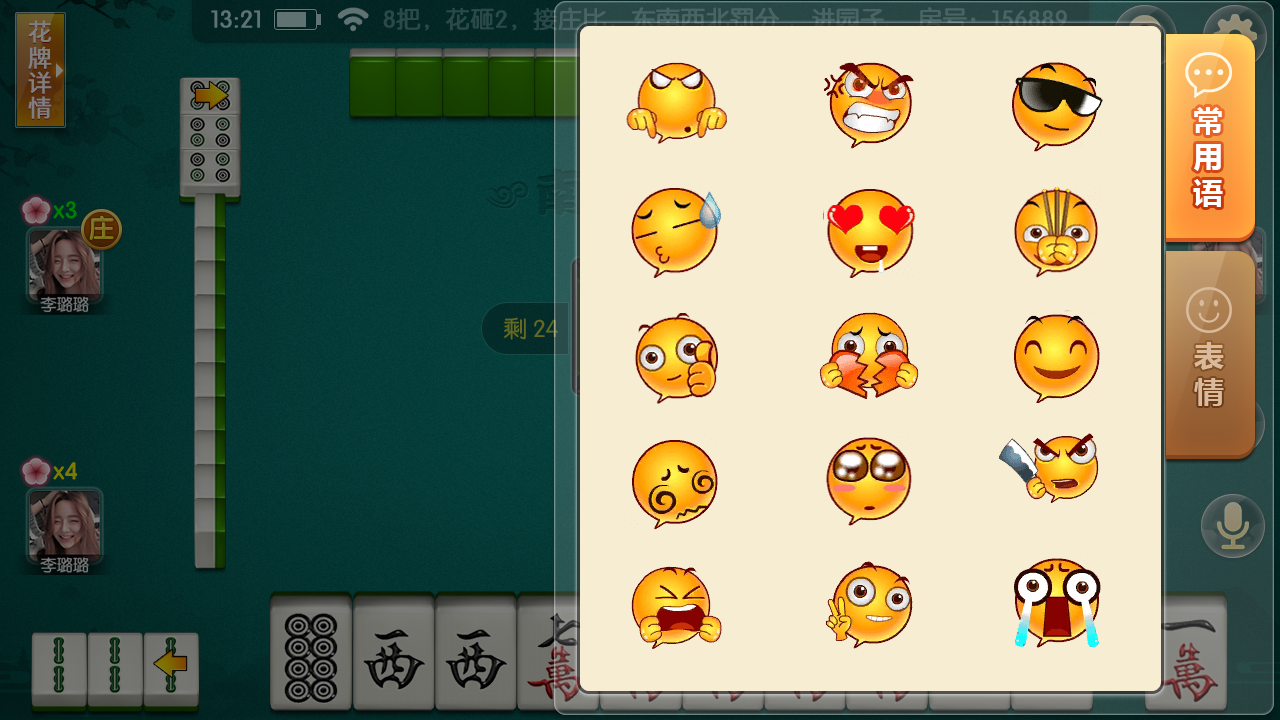 花牌详情
13:21
8把，花砸2，接庄比，东南西北罚分
进园子
房号：156889
x3
庄
李璐璐
剩 24
x4
李璐璐
常用语
表情
西
西
七萬
一萬